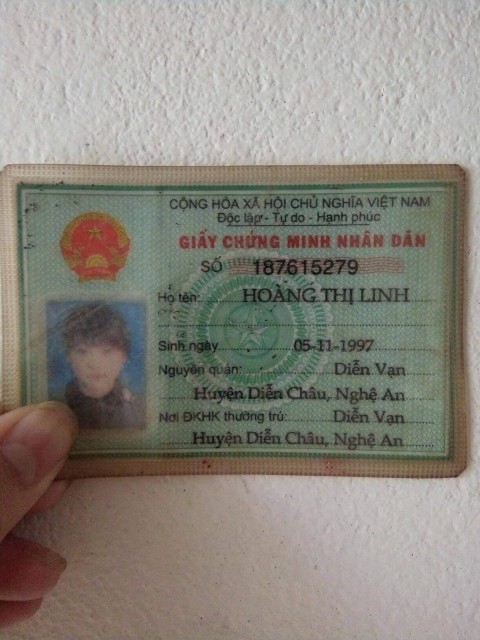 CỘNG HÒA XÃ HỘI CHỦ NGHĨA VIỆT NAM
Độc lập - Tự do - Hạnh phúc
GIẤY CHỨNG MINH NHÂN DÂN
SỐ 187615279
Họ tên: HOÀNG THỊ LINH
Sinh ngày 05-11-1997
Nguyên quán: Diễn Vạn
Huyện Diễn Châu, Nghệ An
Nơi ĐKHK thường trú: Diễn Vạn
Huyện Diễn Châu, Nghệ An